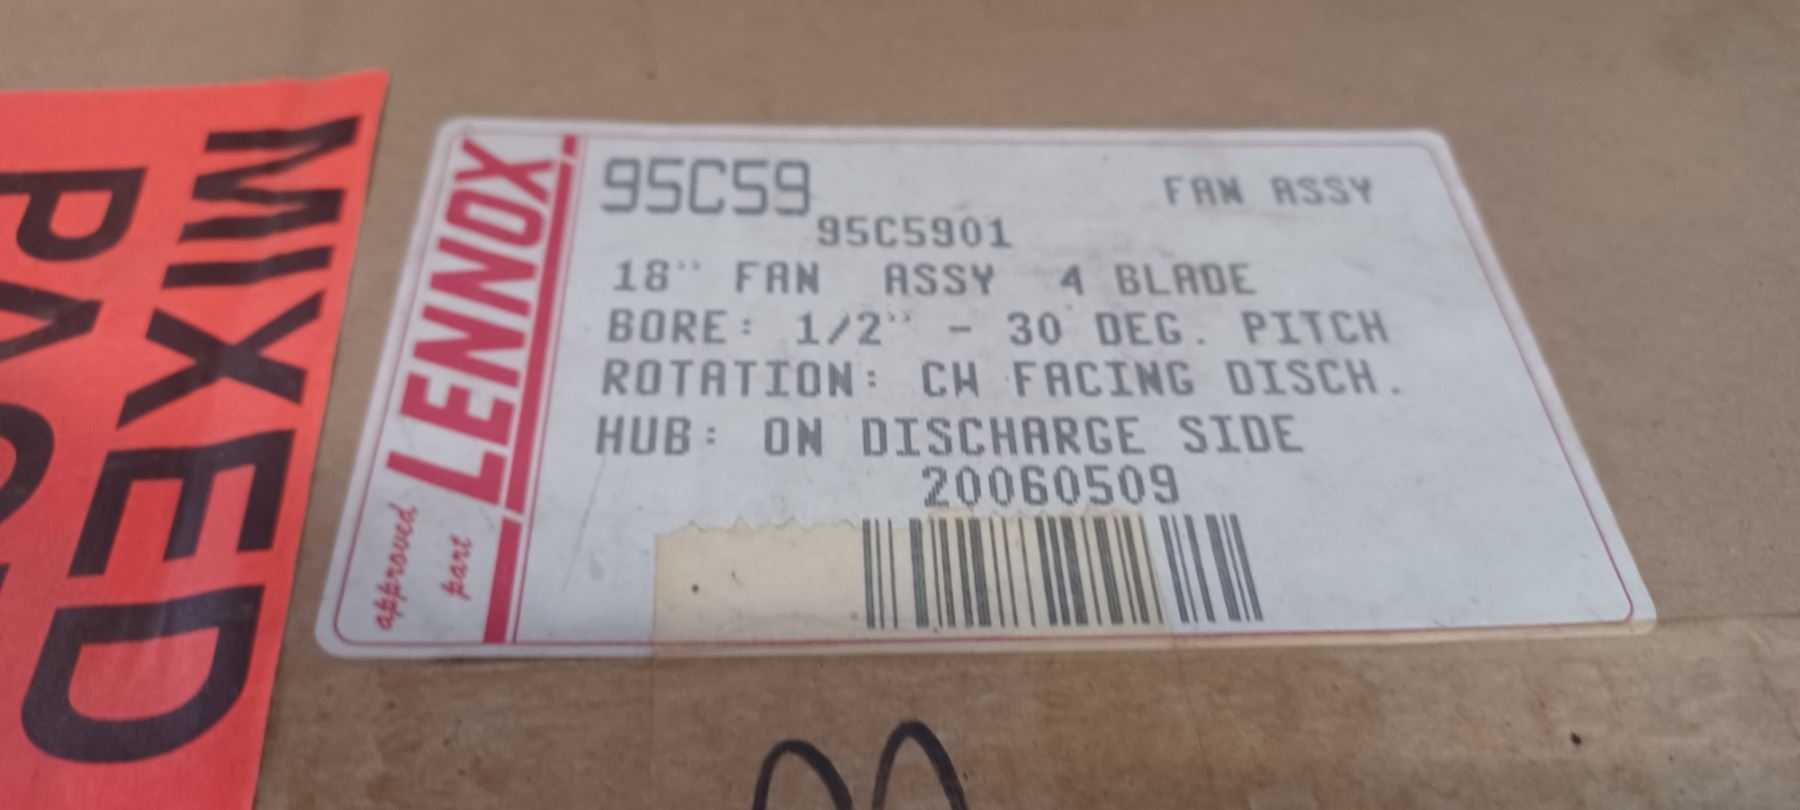 MIXED
LENNOX
approved
part
95C59
FAN ASSY
95C5901
18" FAN ASSY 4 BLADE
BORE: 1/2" - 30 DEG. PITCH
ROTATION: CW FACING DISCH.
HUB: ON DISCHARGE SIDE
20060509